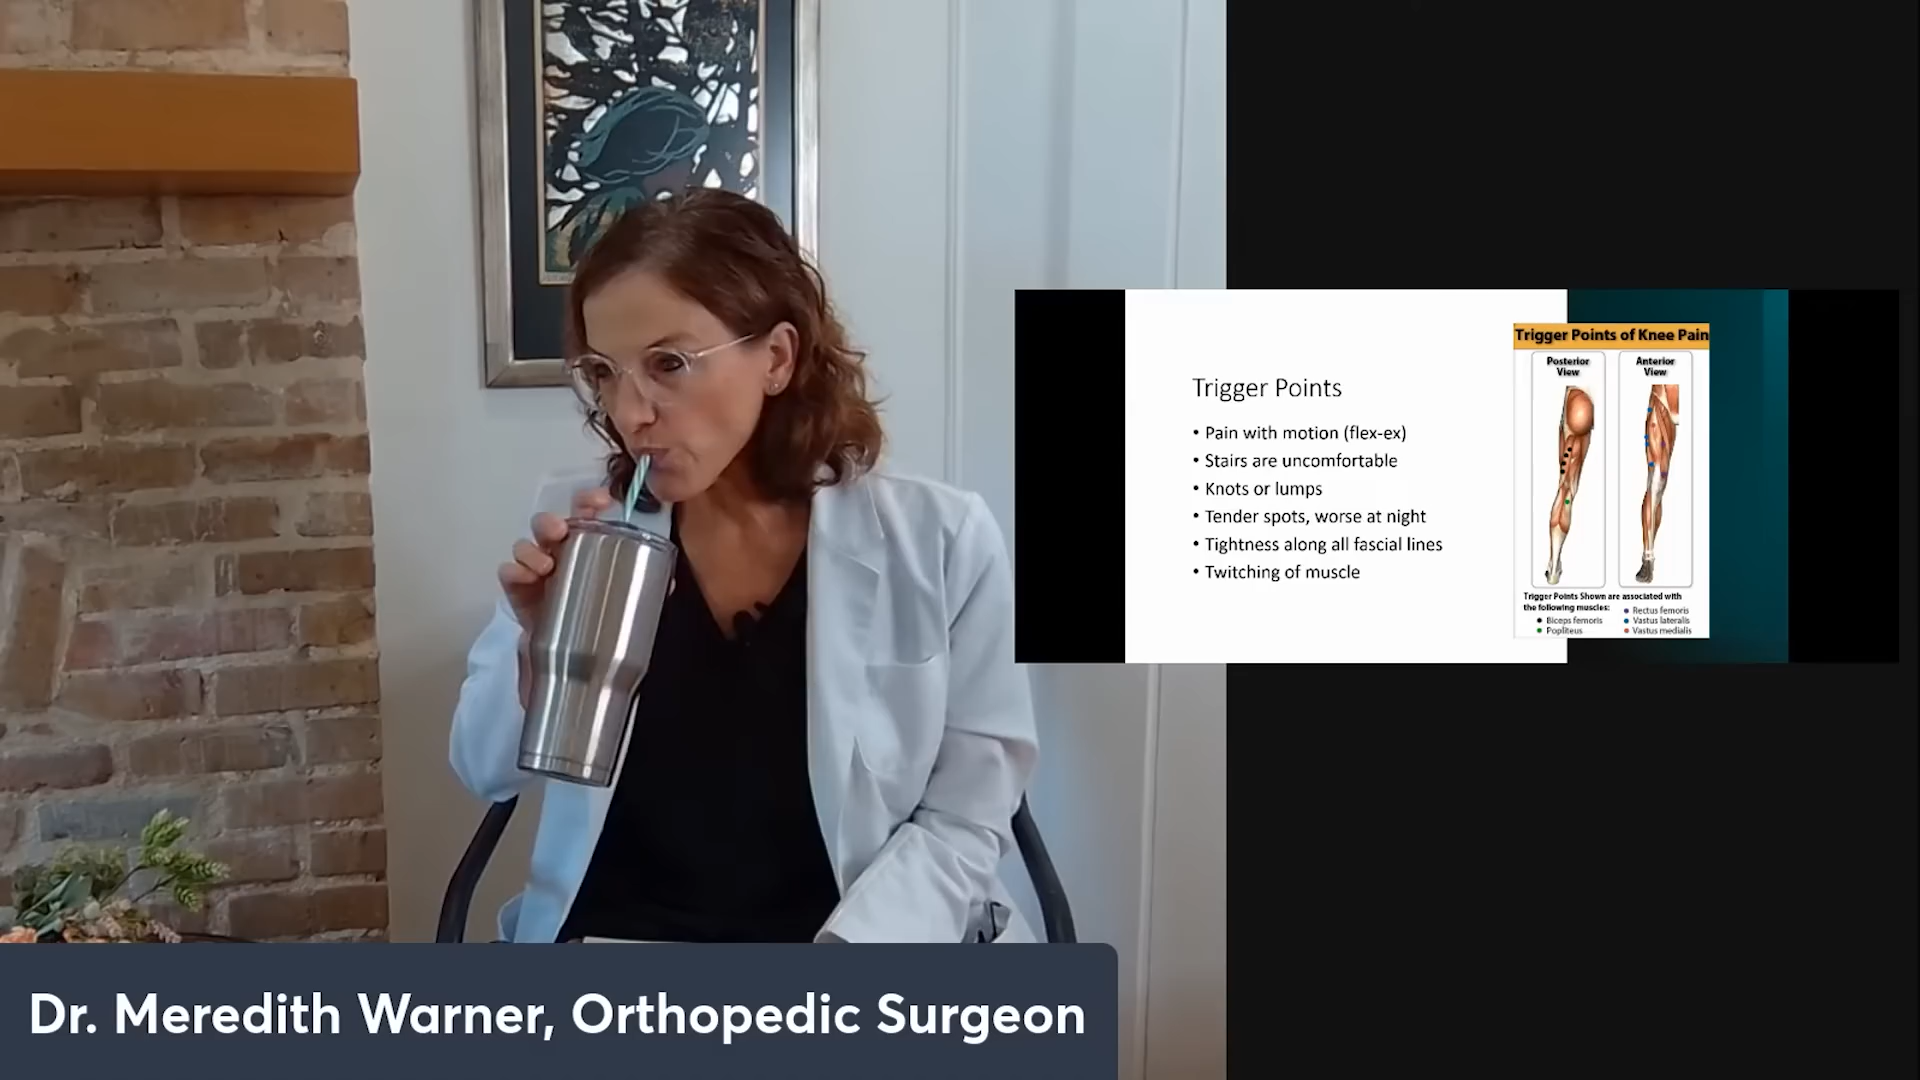 Trigger Points
• Pain with motion (flex-ex)
• Stairs are uncomfortable
• Knots or lumps
• Tender spots, worse at night
• Tightness along all fascial lines
• Twitching of muscle
Trigger Points of Knee Pain
Posterior
View
Anterior
View
Trigger Points Shown are associated with
the following muscles:
• Biceps femoris
• Popliteus
• Rectus femoris
• Vastus lateralis
• Vastus medialis
Dr. Meredith Warner, Orthopedic Surgeon